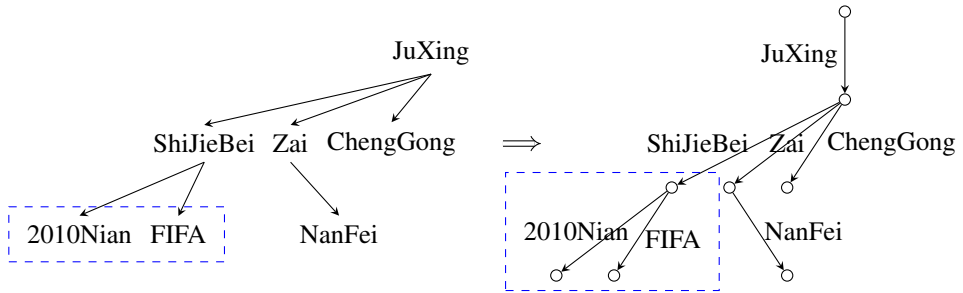 JuXing
ShiJieBei Zai ChengGong
2010Nian FIFA NanFei
⟹
JuXing
ShiJieBei Zai ChengGong
2010Nian FIFA NanFei